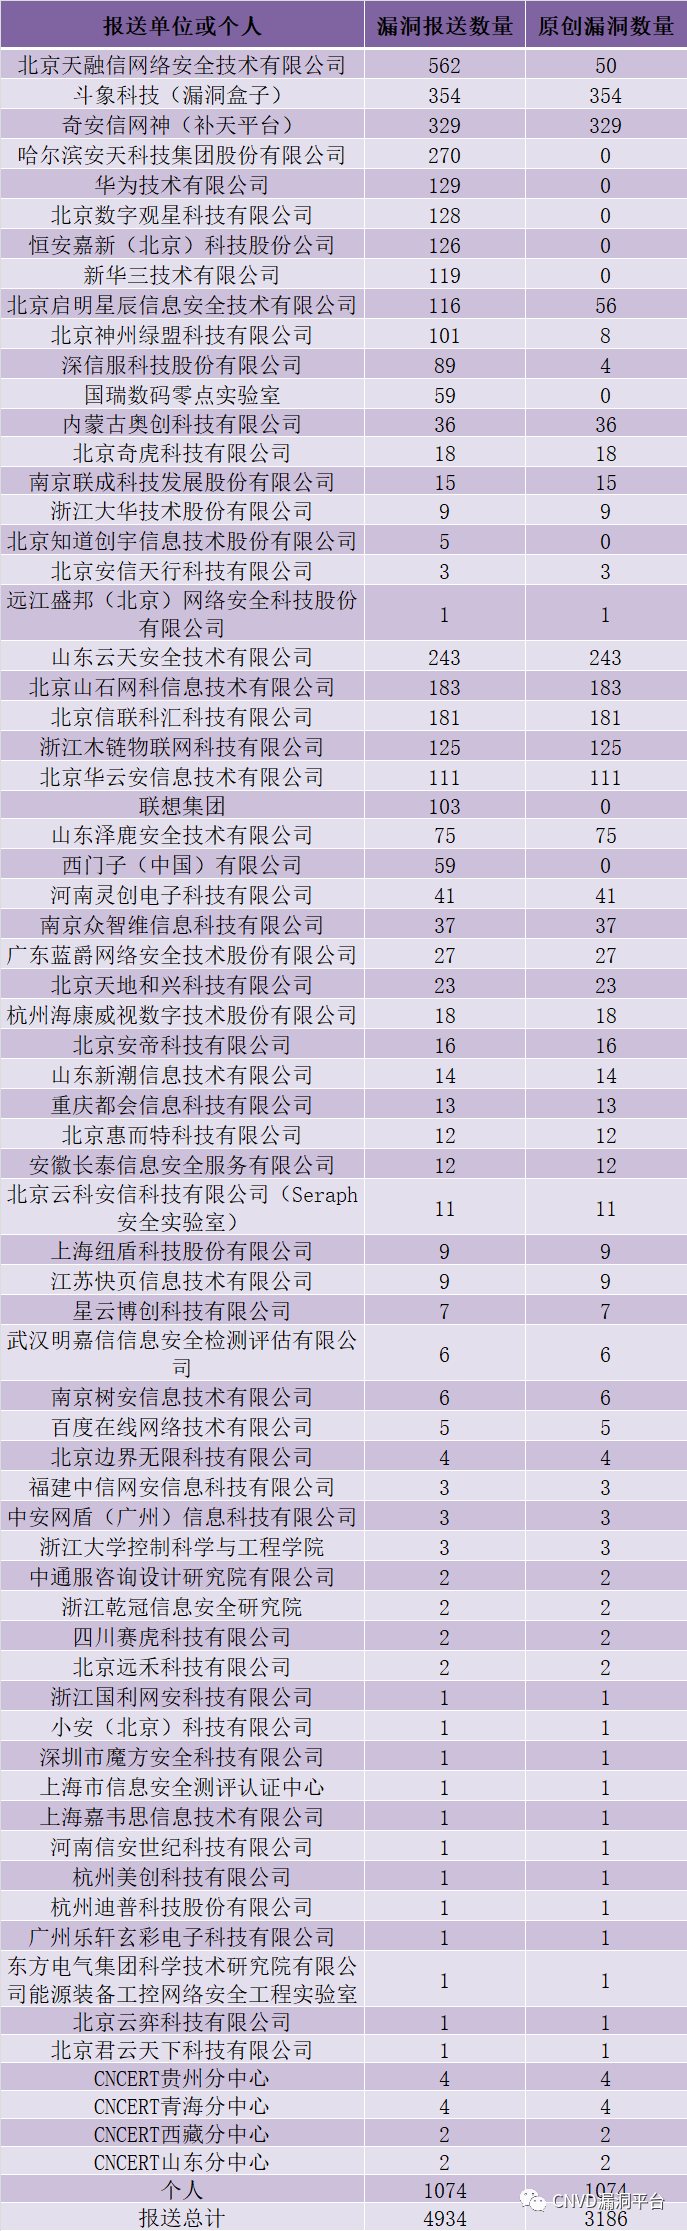 报送单位或个人 漏洞报送数量 原创漏洞数量
北京天融信网络安全技术有限公司 562 50
斗象科技（漏洞盒子） 354 354
奇安信网神（补天平台） 329 329
哈尔滨安天科技集团股份有限公司 270 0
华为技术有限公司 129 0
北京数字观星科技有限公司 128 0
恒安嘉新（北京）科技股份公司 126 0
新华三技术有限公司 119 0
北京启明星辰信息安全技术有限公司 116 56
北京神州绿盟科技有限公司 101 8
深信服科技股份有限公司 89 4
国瑞数码零点实验室 59 0
内蒙古奥创科技有限公司 36 36
北京奇虎科技有限公司 18 18
南京联成科技发展股份有限公司 15 15
浙江大华技术股份有限公司 9 9
北京知道创宇信息技术股份有限公司 5 0
北京安信天行科技有限公司 3 3
远江盛邦（北京）网络安全科技股份
有限公司 1 1
山东云天安全技术有限公司 243 243
北京山石网科信息技术有限公司 183 183
北京信联科汇科技有限公司 181 181
浙江木链物联网科技有限公司 125 125
北京华云安信息技术有限公司 111 111
联想集团 103 0
山东泽鹿安全技术有限公司 75 75
西门子（中国）有限公司 59 0
河南灵创电子科技有限公司 41 41
南京众智维信息科技有限公司 37 37
广东蓝爵网络安全技术股份有限公司 27 27
北京天地和兴科技有限公司 23 23
杭州海康威视数字技术股份有限公司 18 18
北京安帝科技有限公司 16 16
山东新潮信息技术有限公司 14 14
重庆都会信息科技有限公司 13 13
北京惠而特科技有限公司 12 12
安徽长泰信息安全服务有限公司 12 12
北京云科安信科技有限公司（Seraph
安全实验室） 11 11
上海纽盾科技股份有限公司 9 9
江苏快页信息技术有限公司 9 9
星云博创科技有限公司 7 7
武汉明嘉信信息安全检测评估有限公
司 6 6
南京树安信息技术有限公司 6 6
百度在线网络技术有限公司 5 5
北京边界无限科技有限公司 4 4
福建中信网安信息科技有限公司 3 3
中安网盾（广州）信息科技有限公司 3 3
浙江大学控制科学与工程学院 3 3
中通服咨询设计研究院有限公司 2 2
浙江乾冠信息安全研究院 2 2
四川赛虎科技有限公司 2 2
北京远禾科技有限公司 2 2
浙江国利网安科技有限公司 1 1
小安（北京）科技有限公司 1 1
深圳市魔方安全科技有限公司 1 1
上海市信息安全测评认证中心 1 1
上海嘉韦思信息技术有限公司 1 1
河南信安世纪科技有限公司 1 1
杭州美创科技有限公司 1 1
杭州迪普科技股份有限公司 1 1
广州乐轩玄彩电子科技有限公司 1 1
东方电气集团科学技术研究院有限公
司能源装备工控网络安全工程实验室 1 1
北京云弈科技有限公司 1 1
北京君云天下科技有限公司 1 1
CNCERT贵州分中心 4 4
CNCERT青海分中心 4 4
CNCERT西藏分中心 2 2
CNCERT山东分中心 2 2
个人 1074 1074
CNVD漏洞平台
报送总计 4934 3186